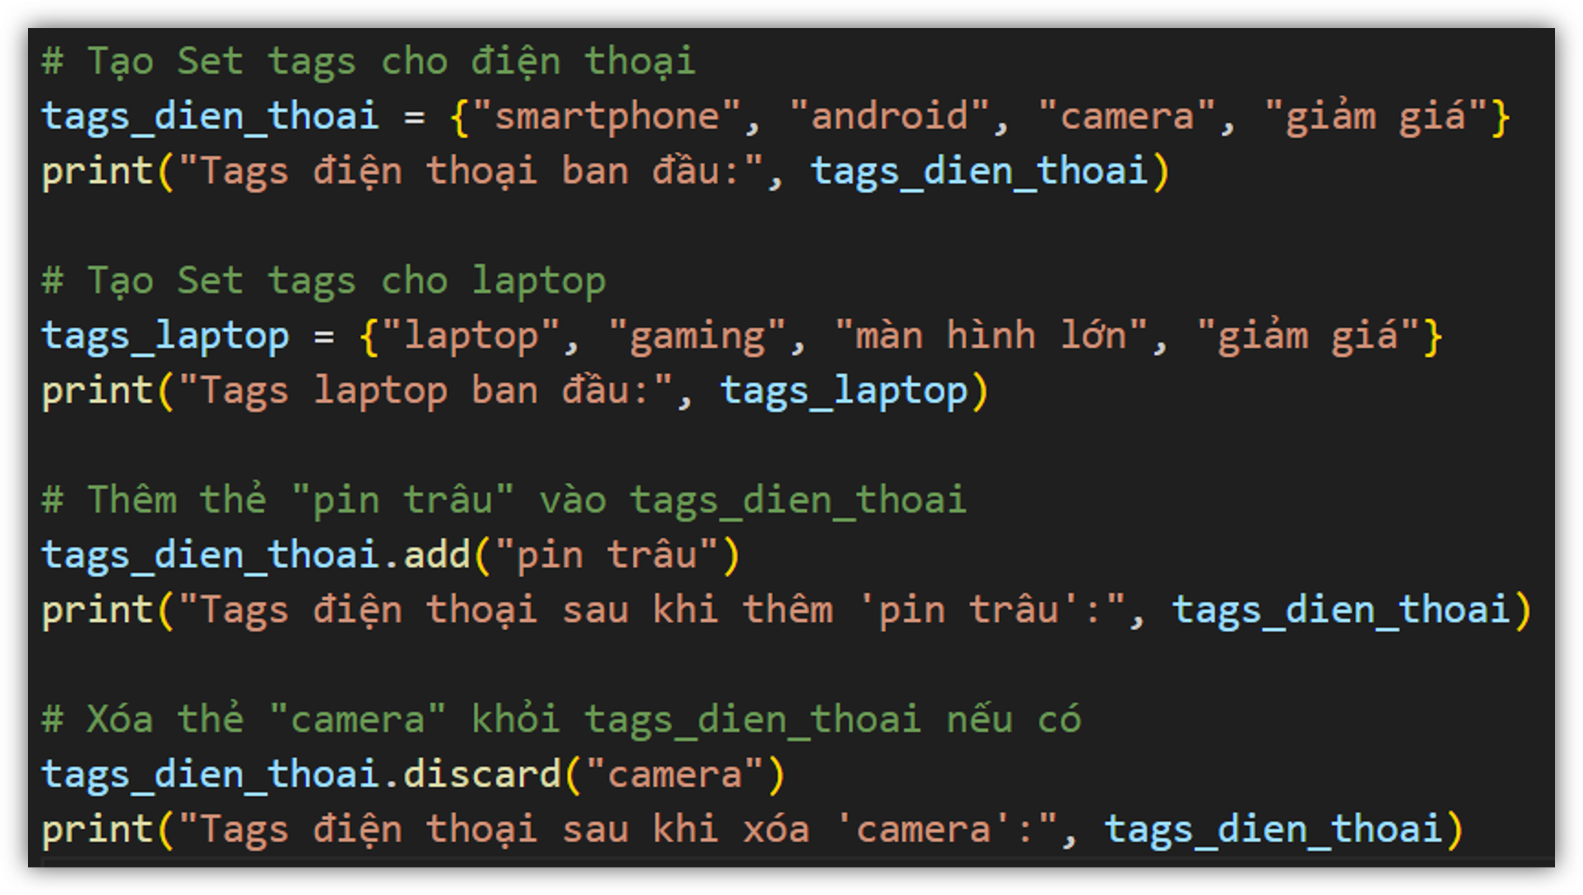 # Tạo Set tags cho điện thoại
tags_dien_thoai = {"smartphone", "android", "camera", "giảm giá"}
print("Tags điện thoại ban đầu:", tags_dien_thoai)
# Tạo Set tags cho laptop
tags_laptop = {"laptop", "gaming", "màn hình lớn", "giảm giá"}
print("Tags laptop ban đầu:", tags_laptop)
# Thêm thẻ "pin trâu" vào tags_dien_thoai
tags_dien_thoai.add("pin trâu")
print("Tags điện thoại sau khi thêm 'pin trâu':", tags_dien_thoai)
# Xóa thẻ "camera" khỏi tags_dien_thoai nếu có
tags_dien_thoai.discard("camera")
print("Tags điện thoại sau khi xóa 'camera':", tags_dien_thoai)